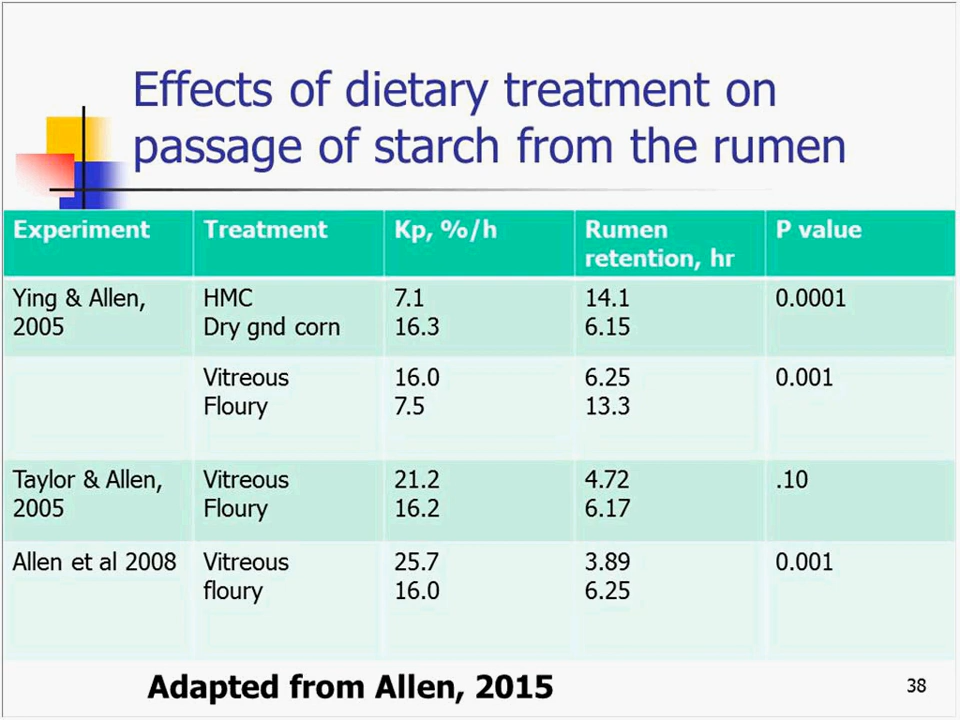 Effects of dietary treatment on
passage of starch from the rumen
Experiment Treatment Kp, %/h Rumen retention, hr P value
Ying & Allen, 2005 HMC 7.1 14.1 0.0001
Dry gnd corn 16.3 6.15
Vitreous 16.0 6.25 0.001
Floury 7.5 13.3
Taylor & Allen, 2005 Vitreous 21.2 4.72 .10
Floury 16.2 6.17
Allen et al 2008 Vitreous 25.7 3.89 0.001
floury 16.0 6.25
Adapted from Allen, 2015
38